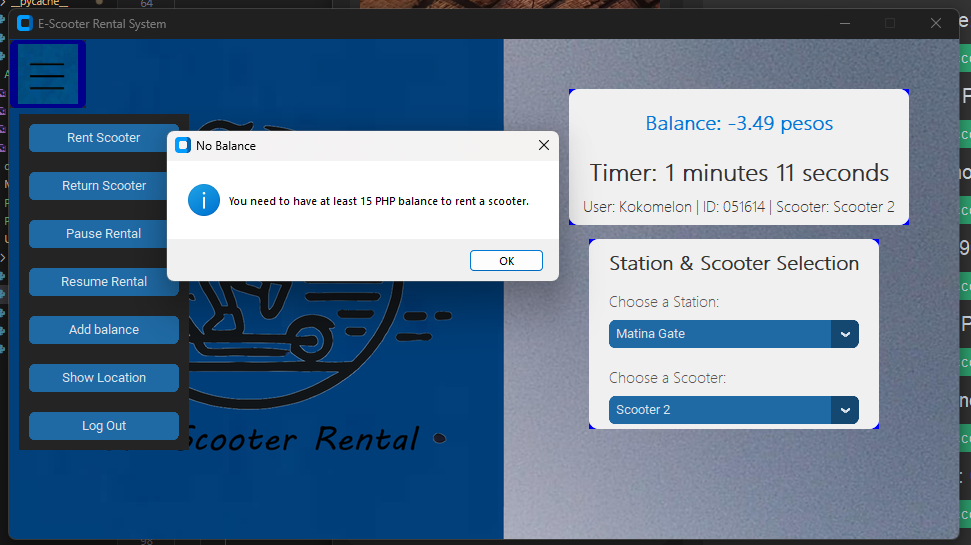 __pycache__
64
E-Scooter Rental System
Rent Scooter
Return Scooter
Pause Rental
Resume Rental
Add balance
Show Location
Log Out
No Balance
You need to have at least 15 PHP balance to rent a scooter.
OK
Scooter Rental
Balance: -3.49 pesos
Timer: 1 minutes 11 seconds
User: Kokomelon | ID: 051614 | Scooter: Scooter 2
Station & Scooter Selection
Choose a Station:
Matina Gate
Choose a Scooter:
Scooter 2
98